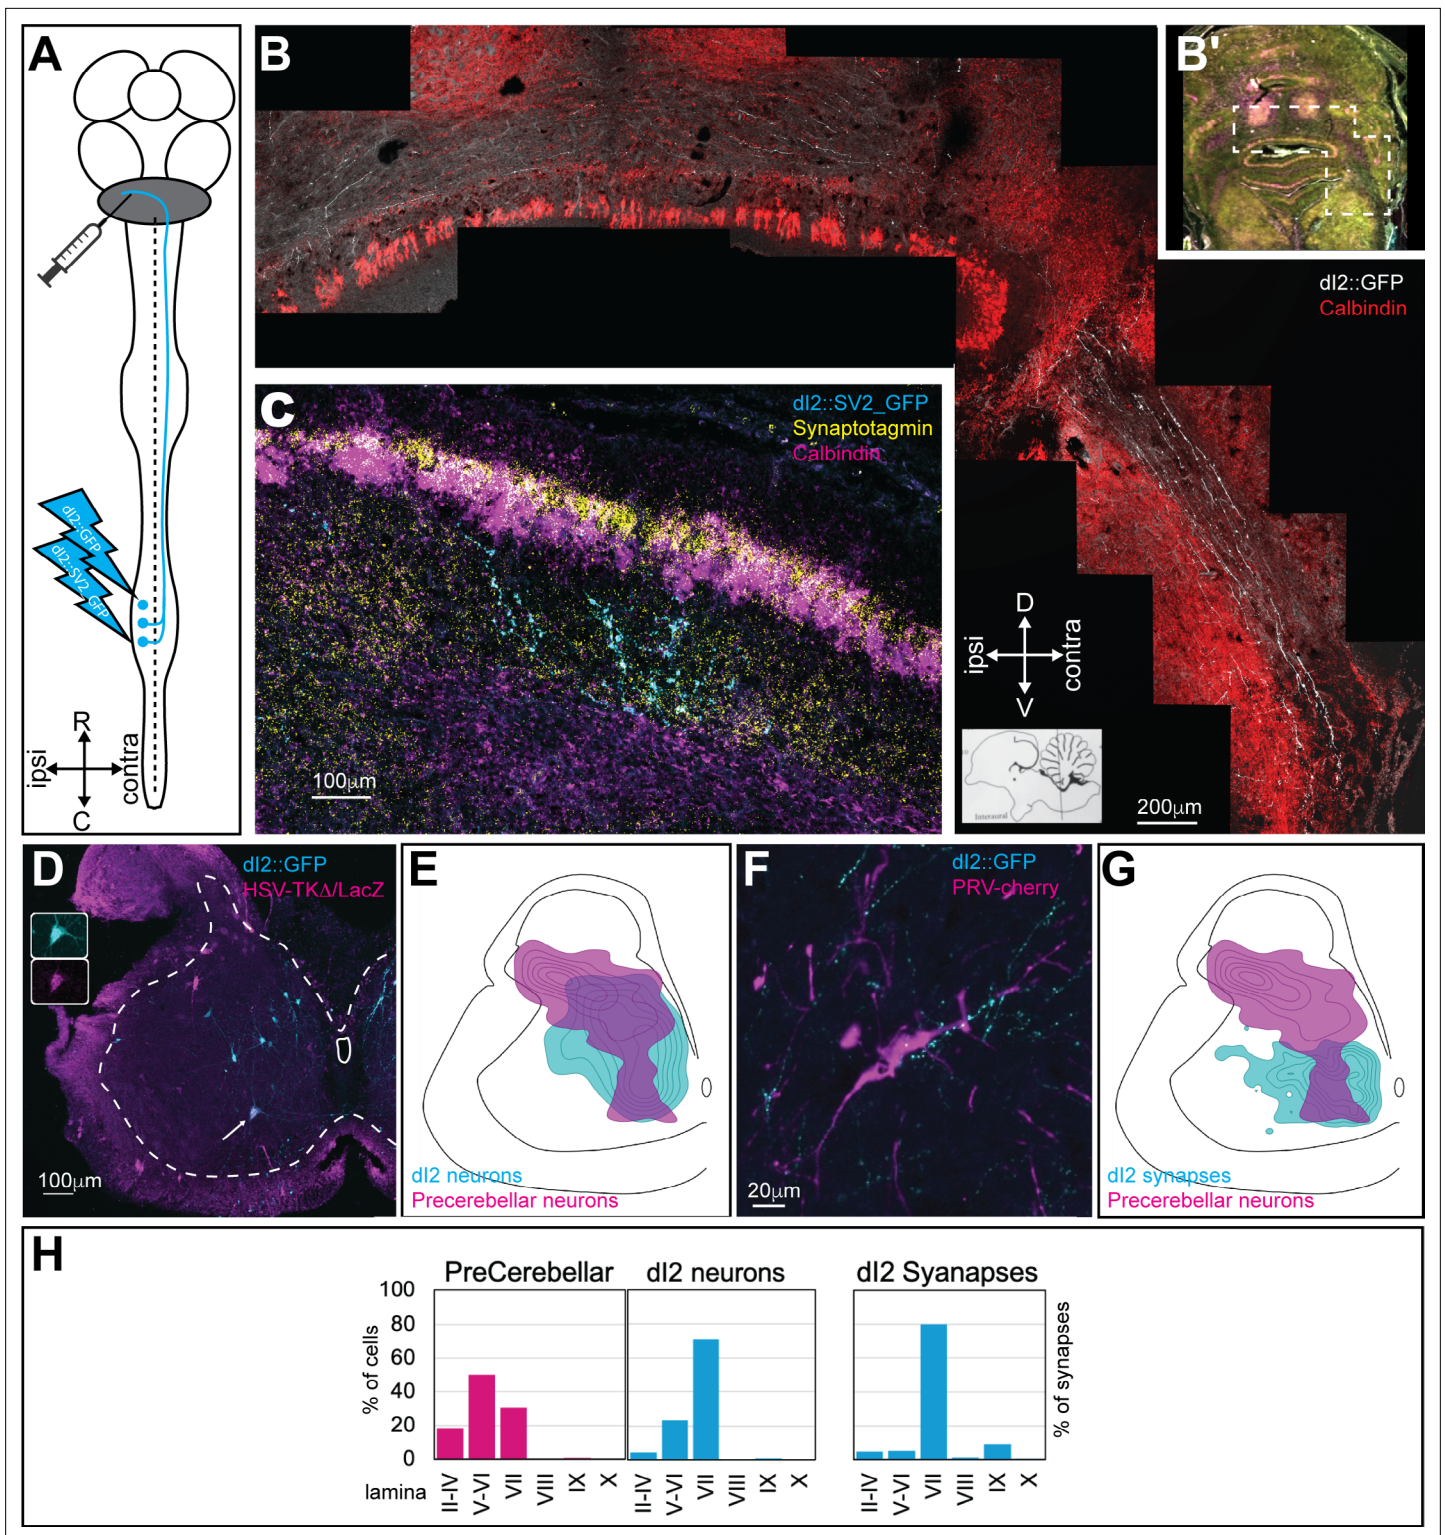 A
dI2::GFP
dI2::SV2_GFP
R
ipsi
contra
C
B
B'
dI2::GFP
Calbindin
D
ipsi
contra
V
Interaural
200µm
C
dI2::SV2_GFP
Synaptotagmin
Calbindin
100µm
D
dI2::GFP
HSV-TKΔ/LacZ
100µm
E
dI2 neurons
Precerebellar neurons
F
dI2::GFP
PRV-cherry
20µm
G
dI2 synapses
Precerebellar neurons
H
PreCerebellar
dI2 neurons
dI2 Syanapses
% of cells
100
80
60
40
20
0
% of synapses
lamina
II-IV
V-VI
VII
VIII
IX
X
II-IV
V-VI
VII
VIII
IX
X
II-IV
V-VI
VII
VIII
IX
X